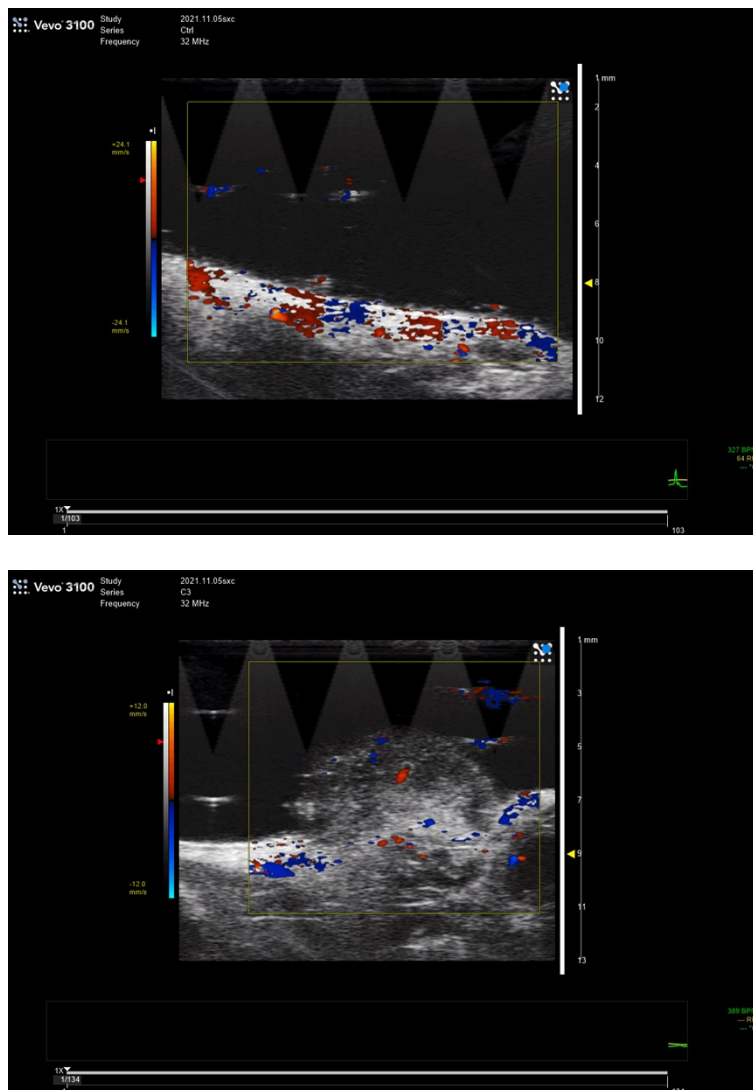 Vevo 3100
Study 2021.11.05sxc
Series Ctrl
Frequency 32 MHz
1 mm
2
4
6
8
10
12
+24.1
mm/s
-24.1
mm/s
327 BPM
64
1X
1/103
1
103
Vevo 3100
Study 2021.11.05sxc
Series C3
Frequency 32 MHz
1 mm
3
5
7
9
11
13
+12.0
mm/s
-12.0
mm/s
389 BPM
1X
1/134